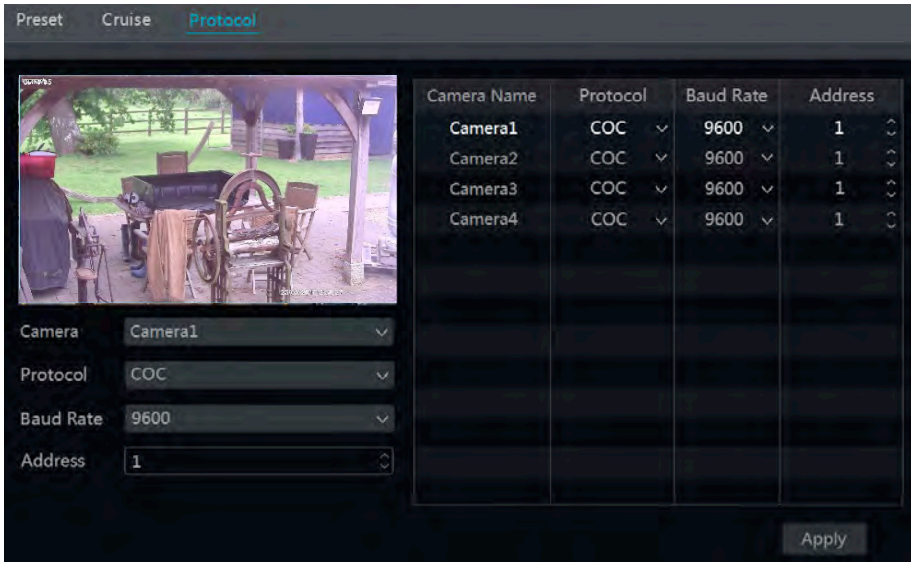 Preset Cruise Protocol
Camera Name Protocol Baud Rate Address
Camera1 COC 9600 1
Camera2 COC 9600 1
Camera3 COC 9600 1
Camera4 COC 9600 1
Camera Camera1
Protocol COC
Baud Rate 9600
Address 1
Apply